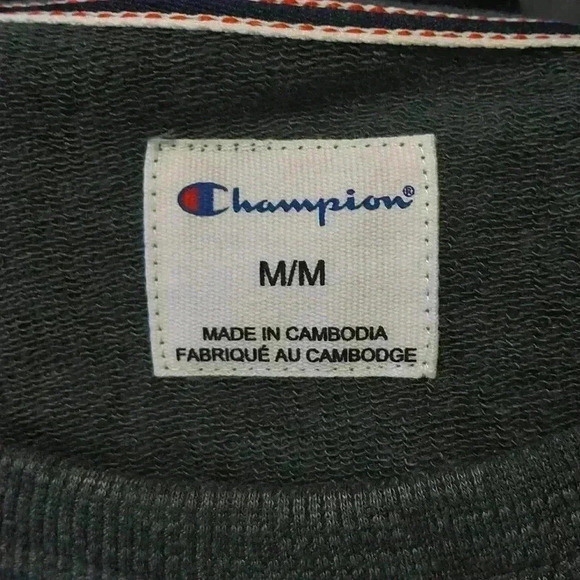 Champion®
M/M
MADE IN CAMBODIA
FABRIQUÉ AU CAMBODGE